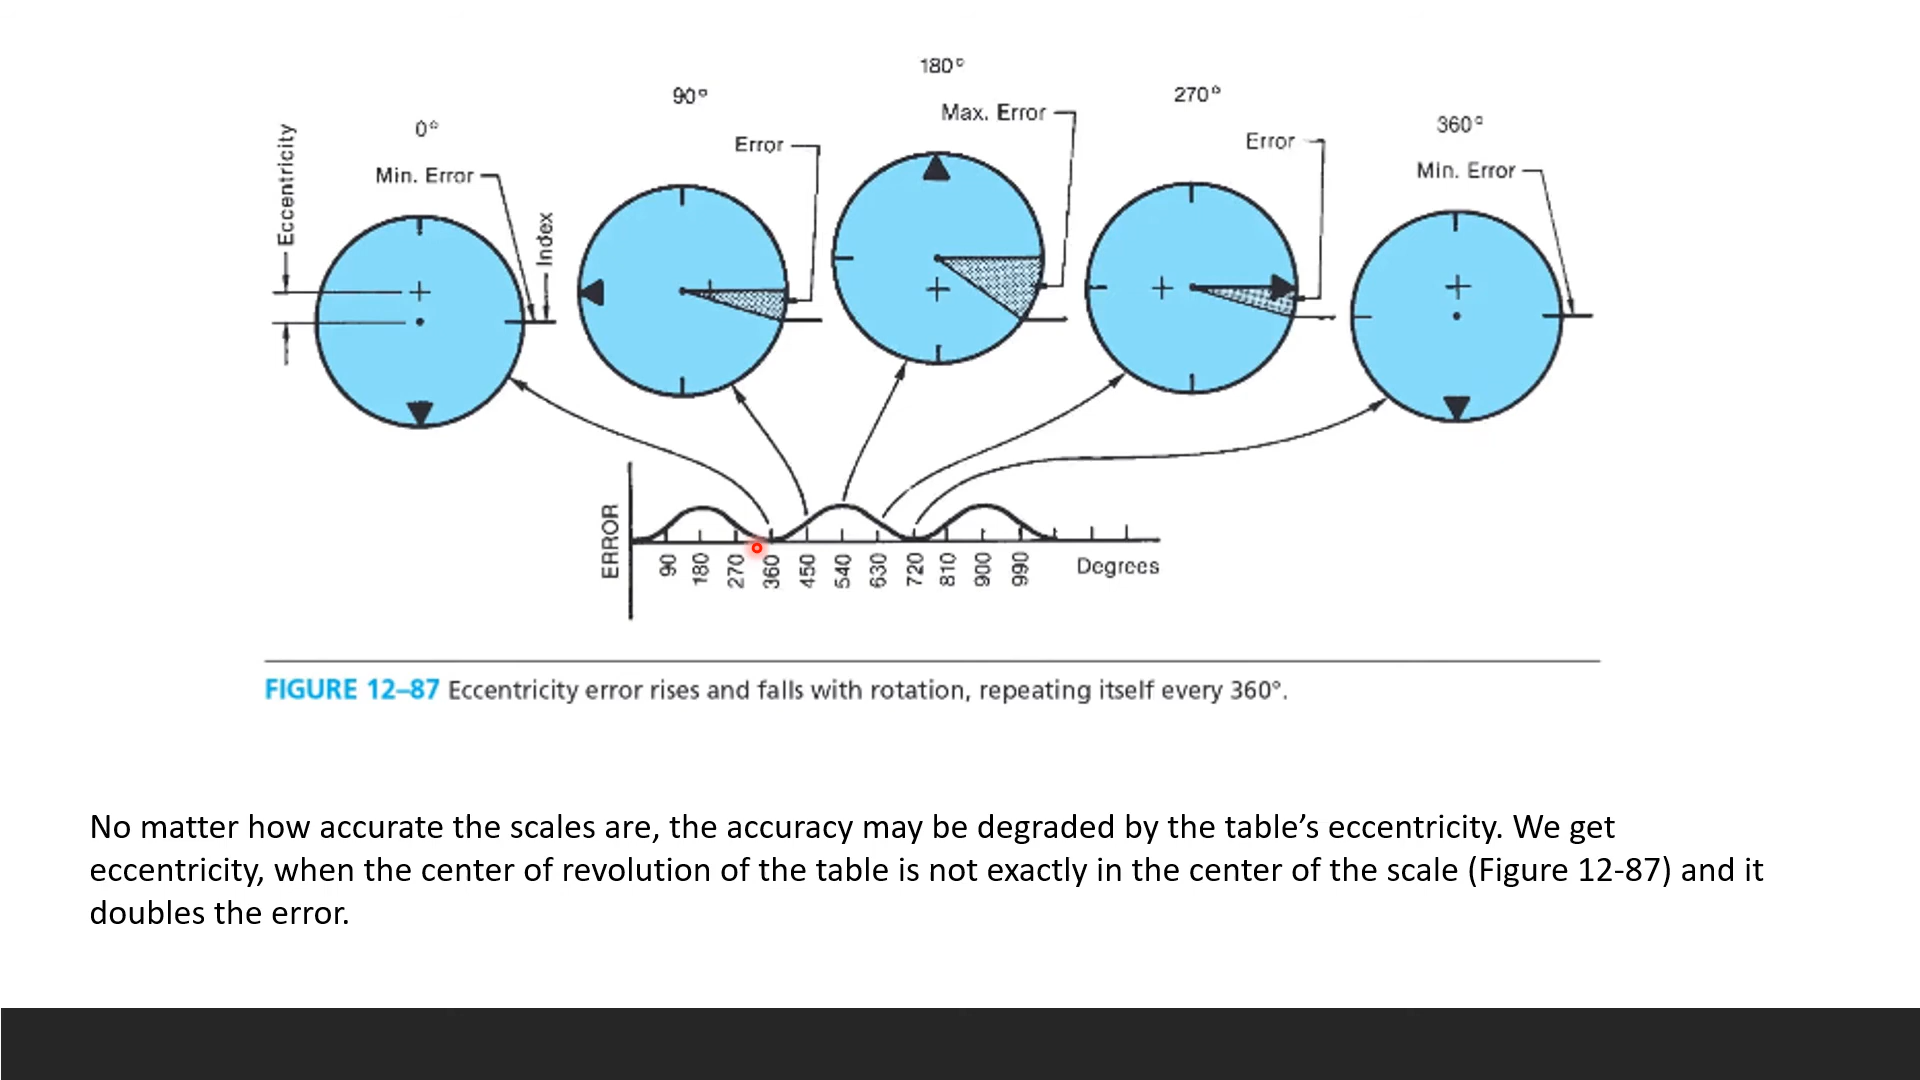 180°
90°
270°
0°
360°
Max. Error
Error
Error
Min. Error
Min. Error
Eccentricity
Index
ERROR
90
180
270
360
450
540
630
720
810
900
990
Degrees
FIGURE 12–87 Eccentricity error rises and falls with rotation, repeating itself every 360°.
No matter how accurate the scales are, the accuracy may be degraded by the table’s eccentricity. We get
eccentricity, when the center of revolution of the table is not exactly in the center of the scale (Figure 12-87) and it
doubles the error.